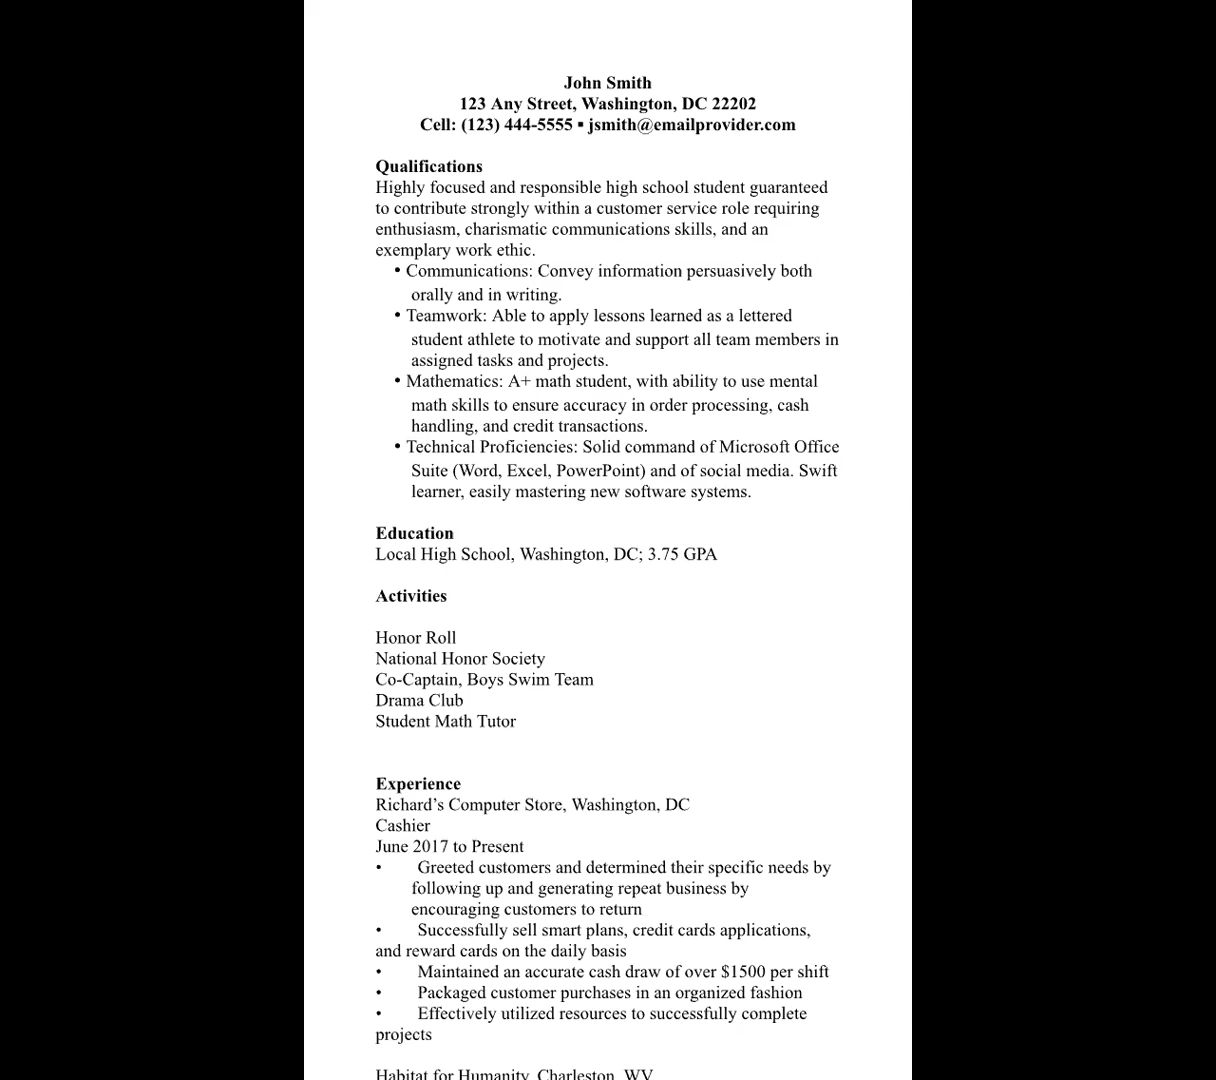 John Smith
123 Any Street, Washington, DC 22202
Cell: (123) 444-5555 ▪ jsmith@emailprovider.com
Qualifications
Highly focused and responsible high school student guaranteed
to contribute strongly within a customer service role requiring
enthusiasm, charismatic communications skills, and an
exemplary work ethic.
• Communications: Convey information persuasively both
orally and in writing.
• Teamwork: Able to apply lessons learned as a lettered
student athlete to motivate and support all team members in
assigned tasks and projects.
• Mathematics: A+ math student, with ability to use mental
math skills to ensure accuracy in order processing, cash
handling, and credit transactions.
• Technical Proficiencies: Solid command of Microsoft Office
Suite (Word, Excel, PowerPoint) and of social media. Swift
learner, easily mastering new software systems.
Education
Local High School, Washington, DC; 3.75 GPA
Activities
Honor Roll
National Honor Society
Co-Captain, Boys Swim Team
Drama Club
Student Math Tutor
Experience
Richard’s Computer Store, Washington, DC
Cashier
June 2017 to Present
• Greeted customers and determined their specific needs by
following up and generating repeat business by
encouraging customers to return
• Successfully sell smart plans, credit cards applications,
and reward cards on the daily basis
• Maintained an accurate cash draw of over $1500 per shift
• Packaged customer purchases in an organized fashion
• Effectively utilized resources to successfully complete
projects
Habitat for Humanity, Charleston, WV